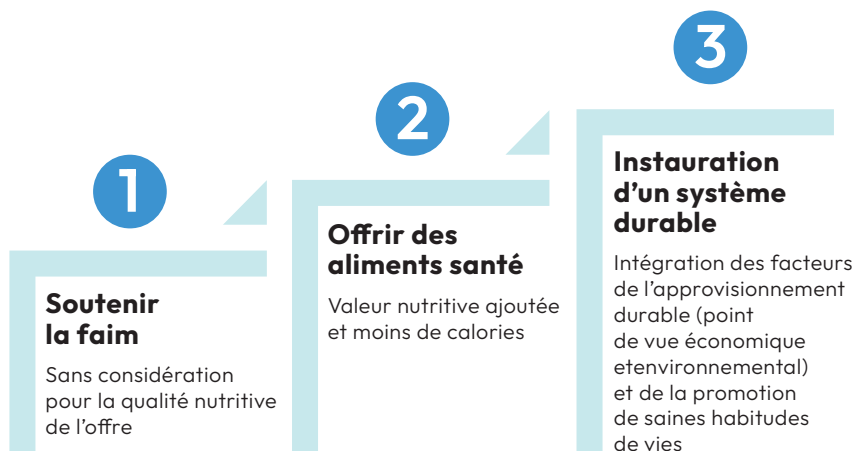 1
Soutenir
la faim
Sans considération
pour la qualité nutritive
de l’offre
2
Offrir des
aliments santé
Valeur nutritive ajoutée
et moins de calories
3
Instauration
d’un système
durable
Intégration des facteurs
de l’approvisionnement
durable (point
de vue économique
etenvironnemental)
et de la promotion
de saines habitudes
de vies